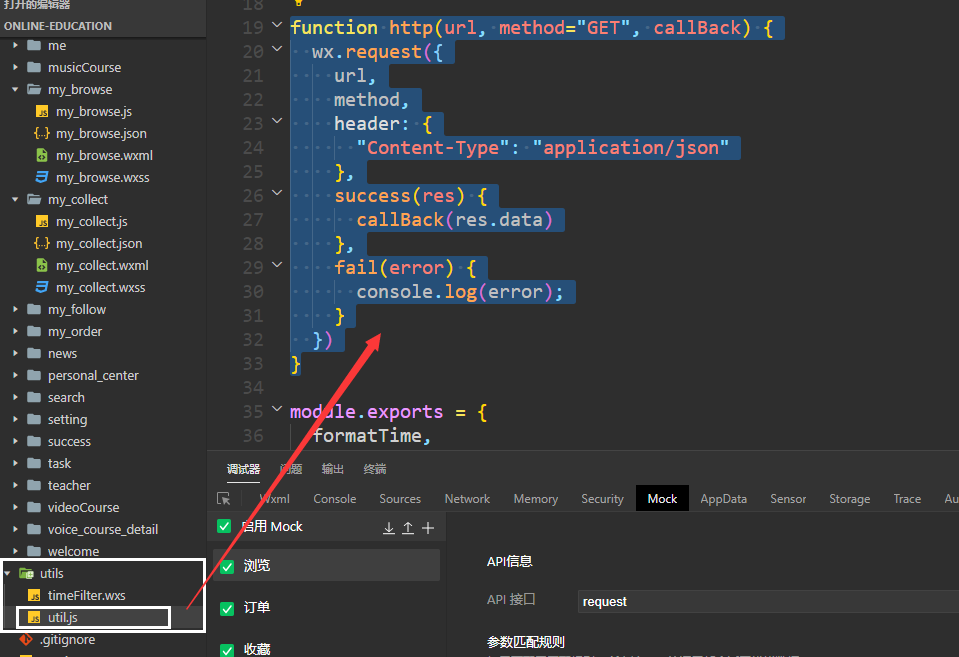 打开的编辑器
ONLINE-EDUCATION
me
musicCourse
my_browse
my_browse.js
my_browse.json
my_browse.wxml
my_browse.wxss
my_collect
my_collect.js
my_collect.json
my_collect.wxml
my_collect.wxss
my_follow
my_order
news
personal_center
search
setting
success
task
teacher
videoCourse
voice_course_detail
welcome
utils
timeFilter.wxs
util.js
.gitignore
18
19 function http(url, method="GET", callBack) {
20 wx.request({
21 url,
22 method,
23 header: {
24 "Content-Type": "application/json"
25 },
26 success(res) {
27 callBack(res.data)
28 },
29 fail(error) {
30 console.log(error);
31 }
32 })
33 }
34
35 module.exports = {
36 formatTime,
调试器 问题 输出 终端
Wxml Console Sources Network Memory Security Mock AppData Sensor Storage Trace Au
启用 Mock
浏览
订单
收藏
API信息
API 接口 request
参数匹配规则